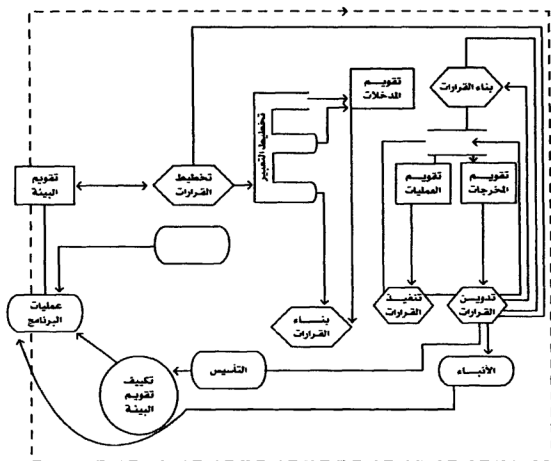 تقويم
المدخلات
بناء القرارات
تخطيط التعبير
تقويم
المخرجات
تقويم
العمليات
تخطيط
القرارات
تقويم
البيئة
تدوين
القرارات
تنفيذ
القرارات
بناء
القرارات
عمليات
البرنامج
التأسيس
الأنباء
تكييف
تقويم
البيئة